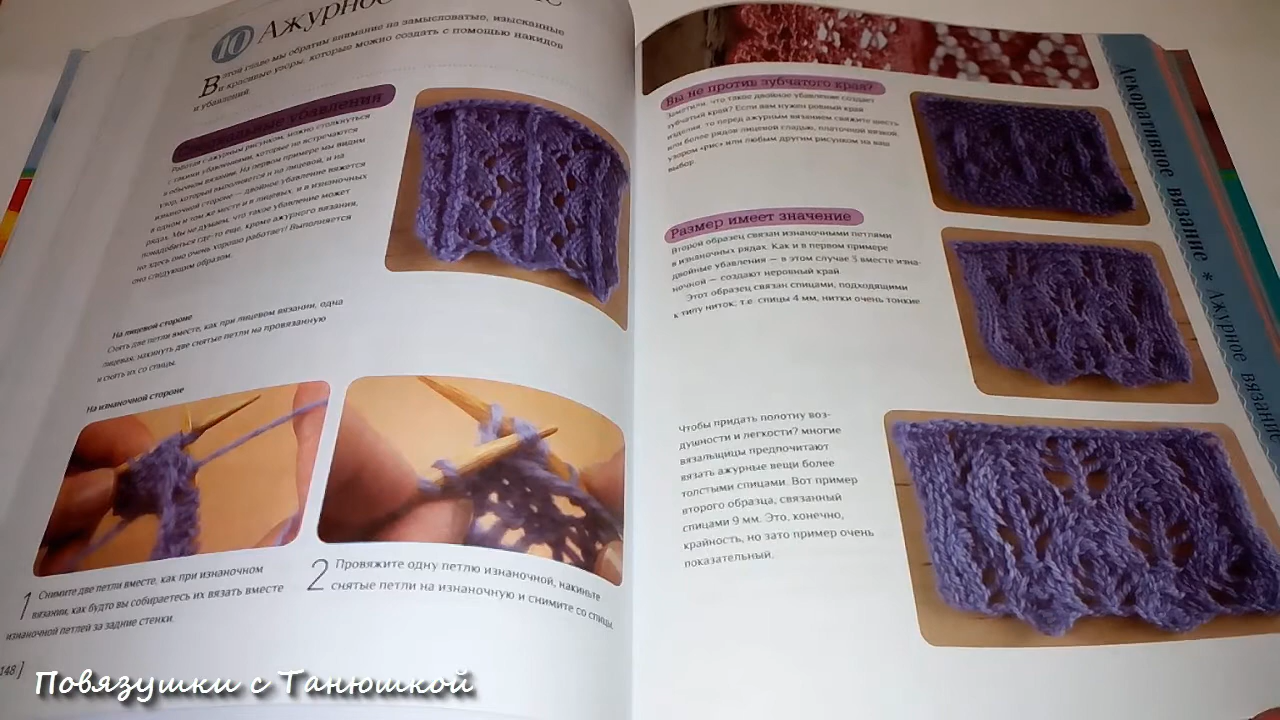 10 Ажурное
В этой главе мы обратим внимание на замысловатые, изысканные
и красивые узоры, которые можно создать с помощью накидов
и убавлений.
убавления
Работая с ажурным рисунком, можно столкнуться
с такими убавлениями, которые не встречаются
в обычном вязании. На первом примере мы видим
узор, который выполняется и на лицевой, и на
изнаночной стороне — двойное убавление вяжется
в одном и том же месте и в лицевых, и в изнаночных
рядах. Мы не думаем, что такое убавление может
понадобиться где-то еще, кроме ажурного вязания,
но здесь оно очень хорошо работает! Выполняется
оно следующим образом.
На лицевой стороне
Снять две петли вместе, как при лицевом вязании, одна
лицевая, накинуть две снятые петли на провязанную
и снять их со спицы.
На изнаночной стороне
1 Снимите две петли вместе, как при изнаночном
вязании, как будто вы собираетесь их вязать вместе
изнаночной петлей за задние стенки.
2 Провяжите одну петлю изнаночной, накиньте
снятые петли на изнаночную и снимите со спицы.
148 ]
Вы не против зубчатого края?
Заметили, что такое двойное убавление создает
зубчатый край? Если вам нужен ровный край
изделия, то перед ажурным вязанием свяжите шесть
или более рядов лицевой гладью, платочной вязкой,
узором «рис» или любым другим рисунком на ваш
выбор.
Размер имеет значение
Второй образец связан изнаночными петлями
в изнаночных рядах. Как и в первом примере
двойные убавления — в этом случае 3 вместе изна-
ночной — создают неровный край.
Этот образец связан спицами, подходящими
к типу ниток, т.е. спицы 4 мм, нитки очень тонкие
Чтобы придать полотну воз-
душности и легкости? многие
вязальщицы предпочитают
вязать ажурные вещи более
толстыми спицами. Вот пример
второго образца, связанный
спицами 9 мм. Это, конечно,
крайность, но зато пример очень
показательный.
Декоративное вязание * Ажурное вязание
Повязушки с Танюшкой